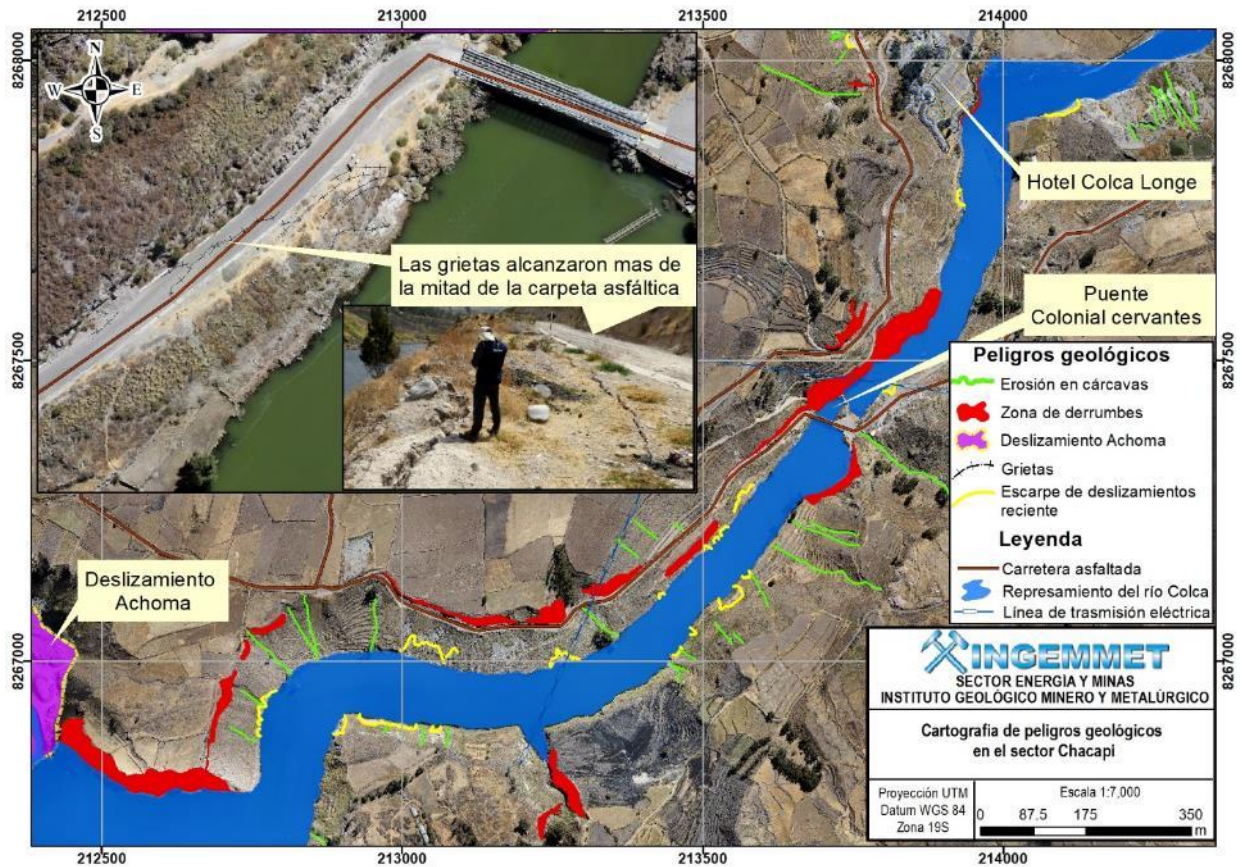 212500
213000
213500
214000
8268000
8268000
N
W
E
S
Hotel Colca Longe
Las grietas alcanzaron mas de
la mitad de la carpeta asfáltica
Puente
Colonial cervantes
8267500
8267500
Peligros geológicos
Erosión en cárcavas
Zona de derrumbes
Deslizamiento Achoma
Grietas
Escarpe de deslizamientos
reciente
Leyenda
Carretera asfaltada
Represamiento del río Colca
Línea de trasmisión eléctrica
Deslizamiento
Achoma
8267000
8267000
INGEMMET
SECTOR ENERGÍA Y MINAS
INSTITUTO GEOLÓGICO MINERO Y METALÚRGICO
Cartografia de peligros geológicos
en el sector Chacapi
Proyección UTM
Datum WGS 84
Zona 19S
Escala 1:7,000
0 87.5 175 350
m
212500
213000
213500
214000